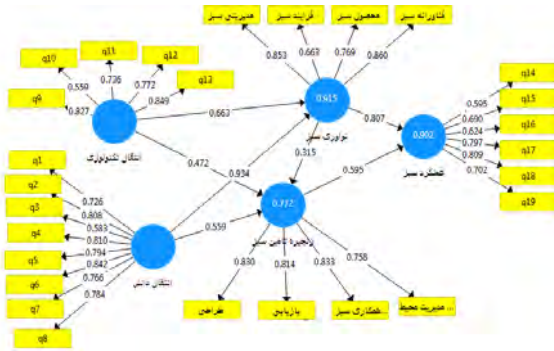 مدیریتی سبز
فرآیند سبز
محصول سبز
فناورانه سبز
q10
q11
q12
q13
q9
0.559
0.736
0.772
0.849
0.827
انتقال تکنولوژی
0.853
0.663
0.769
0.860
0.915
نوآوری سبز
0.663
0.472
0.934
0.315
0.807
0.902
عملکرد سبز
q14
q15
q16
q17
q18
q19
0.595
0.690
0.624
0.797
0.809
0.702
q1
q2
q3
q4
q5
q6
q7
q8
0.726
0.808
0.583
0.810
0.794
0.842
0.766
0.784
انتقال دانش
0.559
0.595
0.772
زنجیره تامین سبز
0.830
0.814
0.833
0.758
طراحی
بازیابی
همکاری سبز...
مدیریت محیط ...